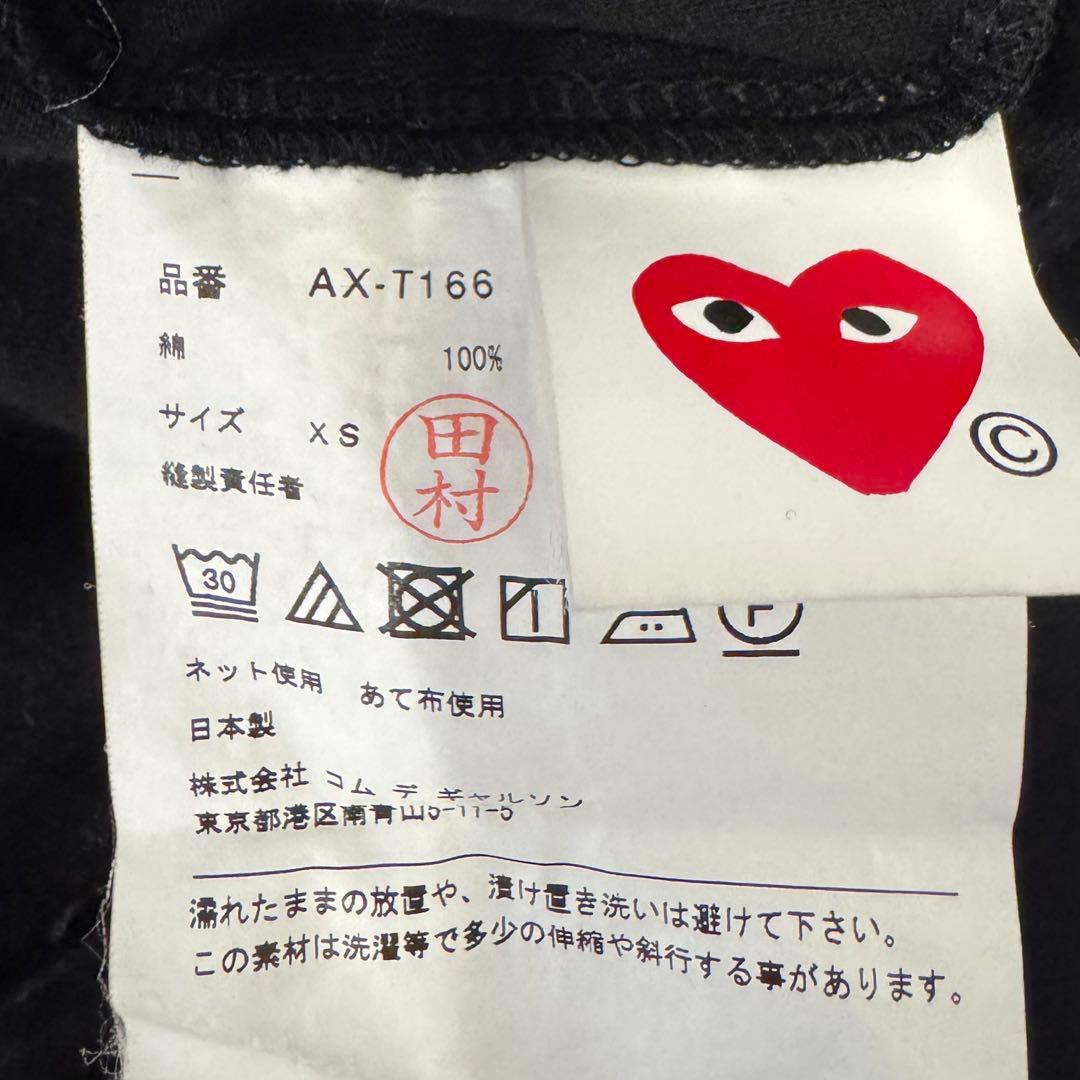 品番 AX-T166
綿 100%
サイズ XS
縫製責任者
田村
©
30
ネット使用 あて布使用
日本製
株式会社 コム デ ギャルソン
東京都港区南青山5-11-5
濡れたままの放置や、漬け置き洗いは避けて下さい。
この素材は洗濯等で多少の伸縮や斜行する事があります。